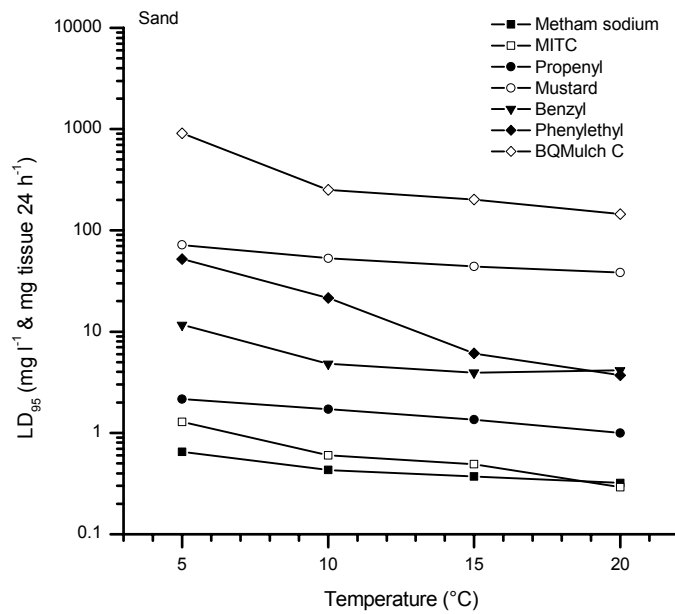 Sand
Metham sodium
MITC
Propenyl
Mustard
Benzyl
Phenylethyl
BQMulch C
10000
1000
100
10
1
0.1
LD₉₅ (mg l⁻¹ & mg tissue 24 h⁻¹)
5 10 15 20
Temperature (°C)